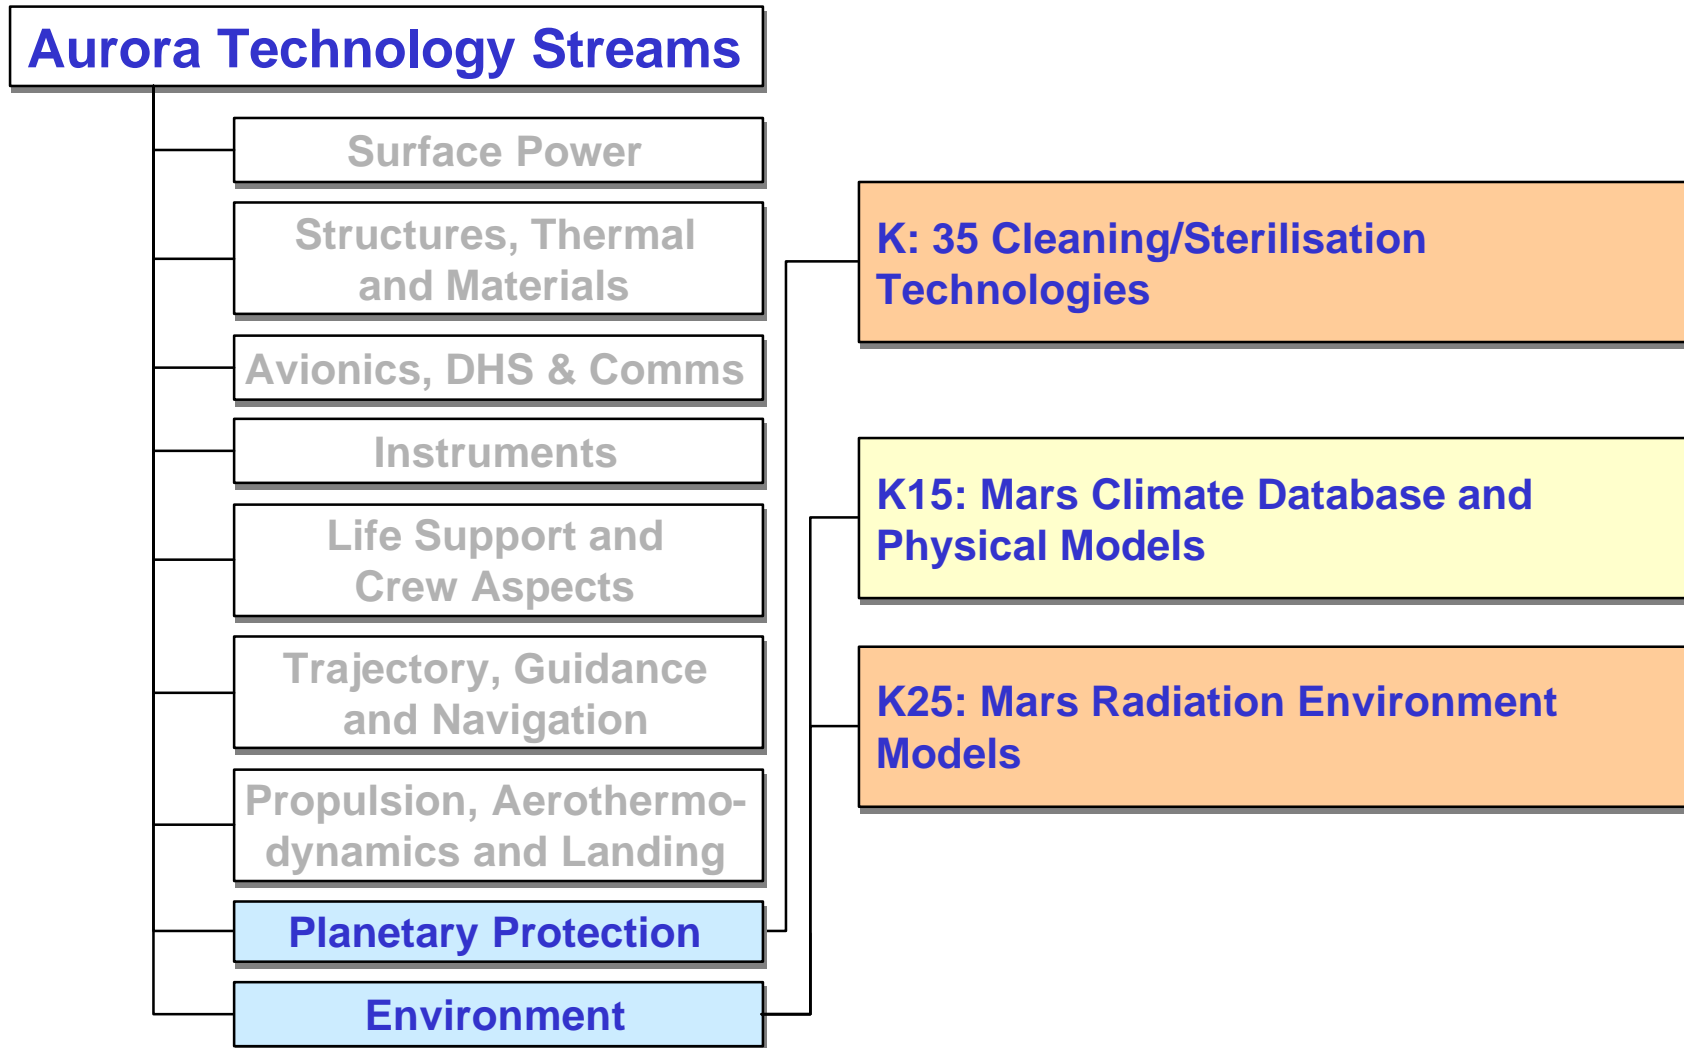 Aurora Technology Streams
Surface Power
Structures, Thermal
and Materials
Avionics, DHS & Comms
Instruments
Life Support and
Crew Aspects
Trajectory, Guidance
and Navigation
Propulsion, Aerothermo-
dynamics and Landing
Planetary Protection
Environment
K: 35 Cleaning/Sterilisation
Technologies
K15: Mars Climate Database and
Physical Models
K25: Mars Radiation Environment
Models